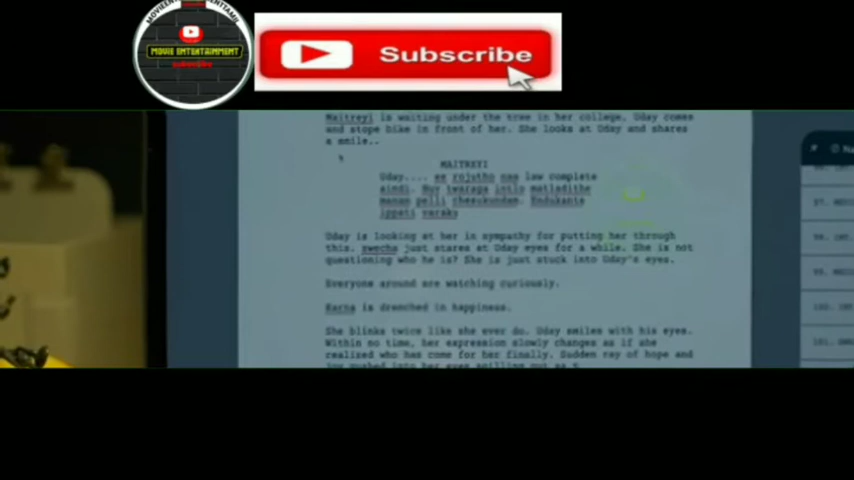 MOVIE ENTERTAINMENT
Subscribe
Maitreyi is waiting under the tree in her college, Uday comes
and stops bike in front of her. She looks at Uday and shares
a smile..
MAITREYI
Uday.... ee rojutho naa law complete
aindi. Nuv twaraga intlo matladithe
manam pelli chesukundam. Endukante
ippati varaku
Uday is looking at her in sympathy for putting her through
this. swecha just stares at Uday eyes for a while. She is not
questioning who he is? She is just stuck into Uday's eyes.
Everyone around are watching curiously.
Karna is drenched in happiness.
She blinks twice like she ever do. Uday smiles with his eyes.
Within no time, her expression slowly changes as if she
realized who has come for her finally. Sudden ray of hope and